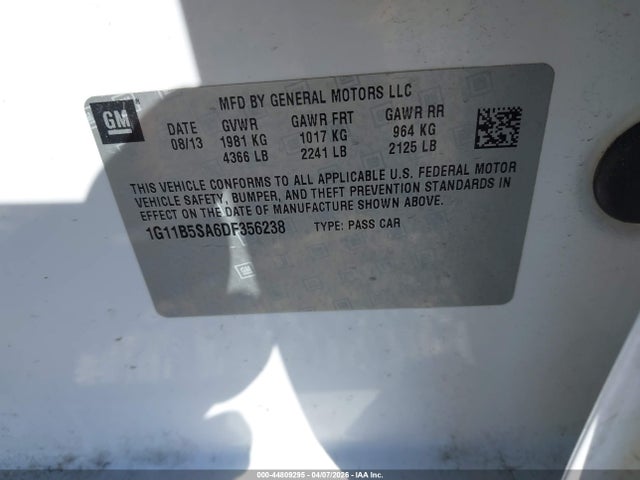 GM
MFD BY GENERAL MOTORS LLC
DATE GVWR GAWR FRT GAWR RR
08/13 1981 KG 1017 KG 964 KG
4366 LB 2241 LB 2125 LB
THIS VEHICLE CONFORMS TO ALL APPLICABLE U.S. FEDERAL MOTOR
VEHICLE SAFETY, BUMPER, AND THEFT PREVENTION STANDARDS IN
EFFECT ON THE DATE OF MANUFACTURE SHOWN ABOVE.
1G11B5SA6DF356238 TYPE: PASS CAR
GM
000-44809295 - 04/07/2026 - IAA Inc.